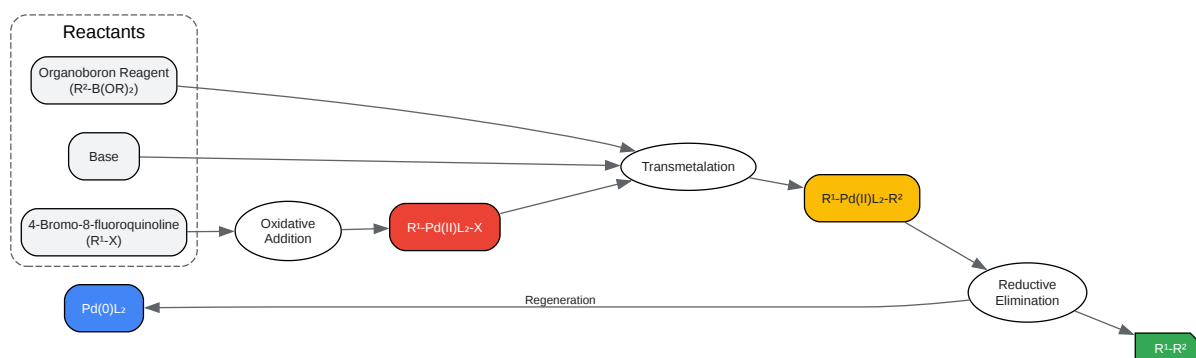 Reactants
Organoboron Reagent
(R²-B(OR)₂)
Base
4-Bromo-8-fluoroquinoline
(R¹-X)
Oxidative
Addition
R¹-Pd(II)L₂-X
Transmetalation
R¹-Pd(II)L₂-R²
Reductive
Elimination
Regeneration
Pd(0)L₂
R¹-R²